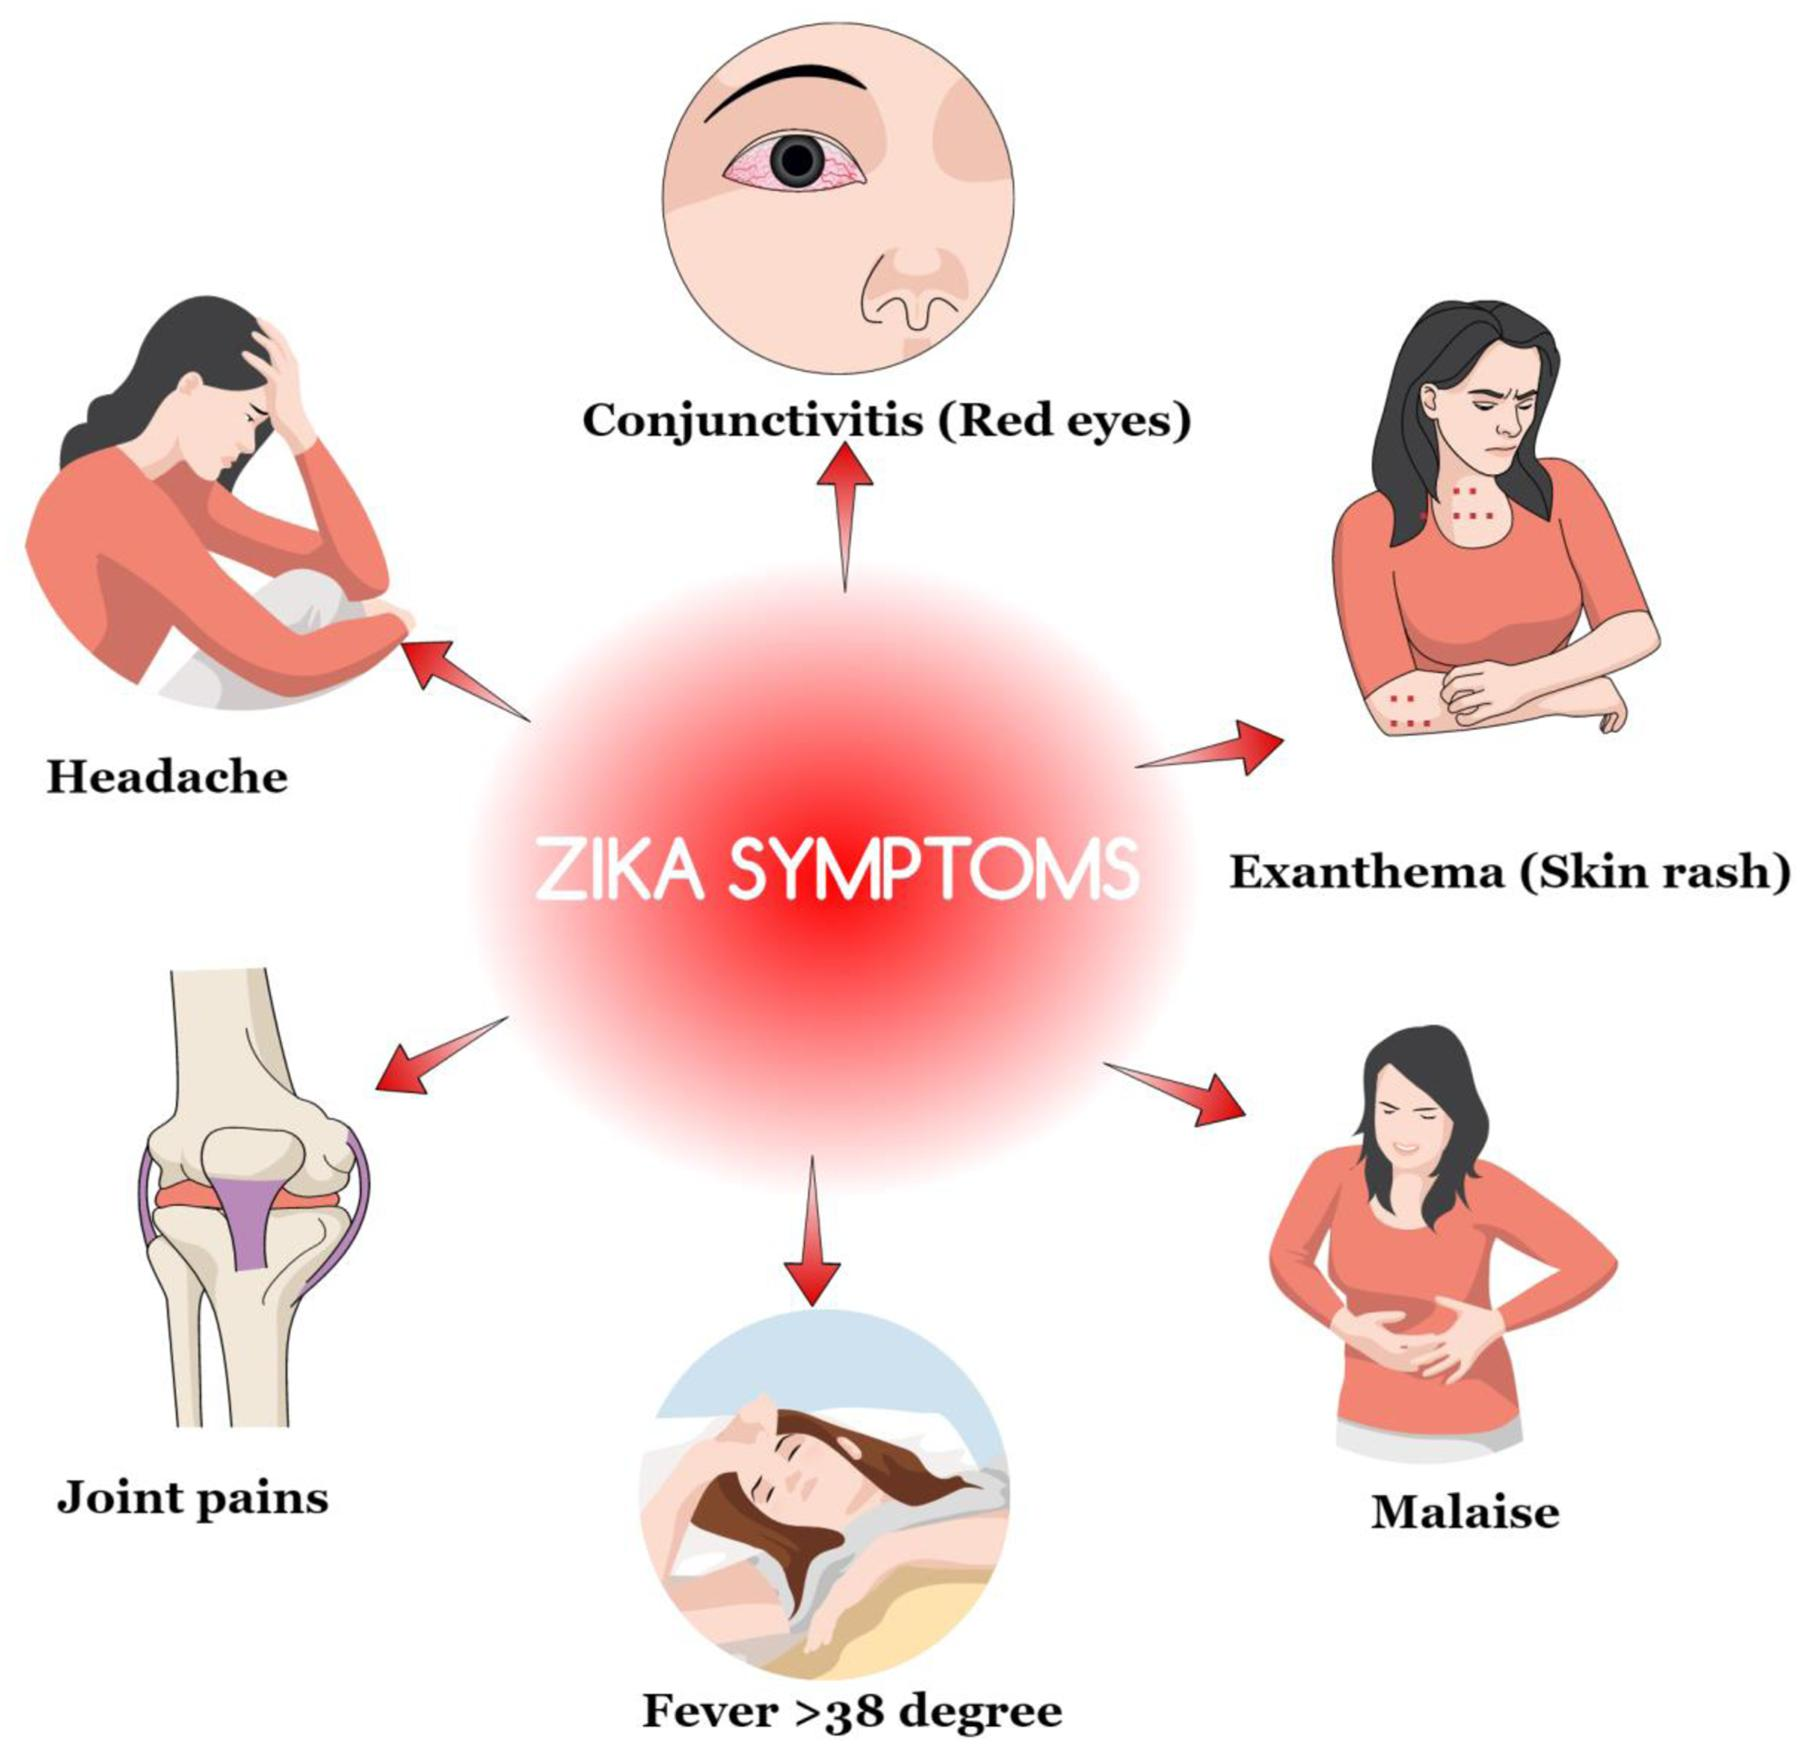 Conjunctivitis (Red eyes)
Headache
ZIKA SYMPTOMS
Exanthema (Skin rash)
Joint pains
Malaise
Fever >38 degree